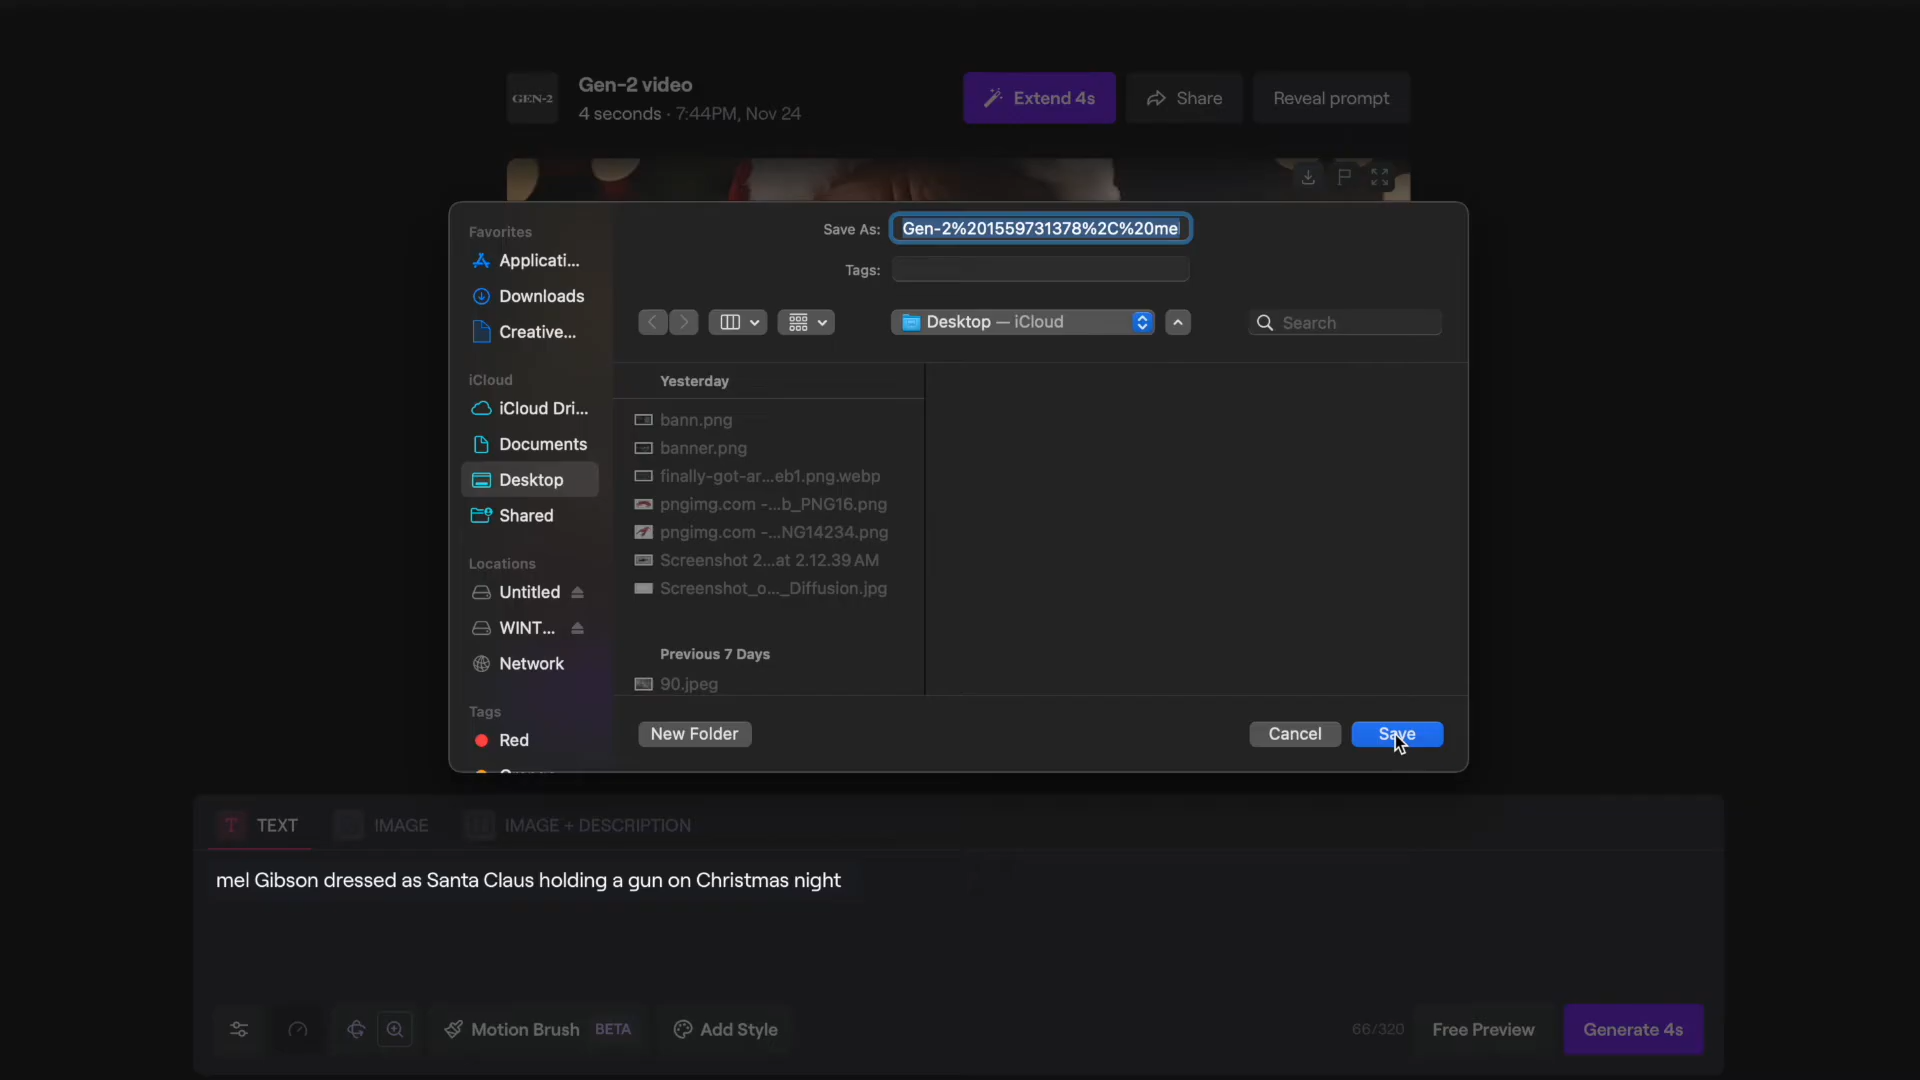 GEN-2
Gen-2 video
4 seconds · 7:44PM, Nov 24
Extend 4s
Share
Reveal prompt
Save As:
Gen-2%201559731378%2C%20me
Tags:
Desktop — iCloud
Search
Favorites
Applicati...
Downloads
Creative...
iCloud
iCloud Dri...
Documents
Desktop
Shared
Locations
Untitled
WINT...
Network
Tags
Red
Yesterday
bann.png
banner.png
finally-got-ar...eb1.png.webp
pngimg.com -...b_PNG16.png
pngimg.com -...NG14234.png
Screenshot 2...at 2.12.39 AM
Screenshot_o..._Diffusion.jpg
Previous 7 Days
90.jpeg
New Folder
Cancel
Save
T TEXT
IMAGE
IMAGE + DESCRIPTION
mel Gibson dressed as Santa Claus holding a gun on Christmas night
Motion Brush BETA
Add Style
66/320
Free Preview
Generate 4s